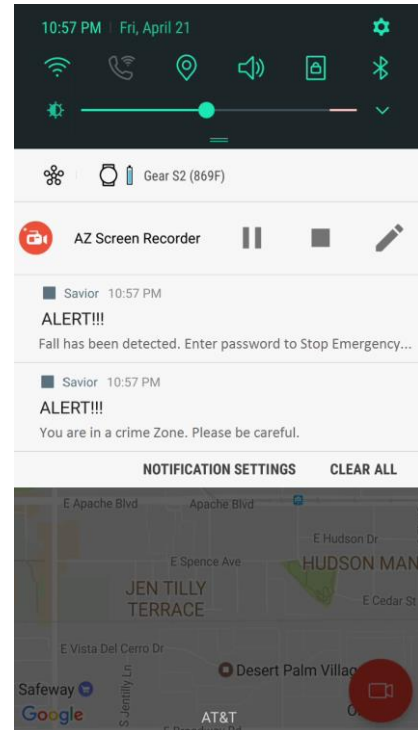 10:57 PM Fri, April 21
Gear S2 (869F)
AZ Screen Recorder
Savior 10:57 PM
ALERT!!!
Fall has been detected. Enter password to Stop Emergency...
Savior 10:57 PM
ALERT!!!
You are in a crime Zone. Please be careful.
NOTIFICATION SETTINGS CLEAR ALL
E Apache Blvd Apache Blvd
E Hudson Dr
E Spence Ave HUDSON MAN
JEN TILLY
TERRACE
E Cedar St
E Vista Del Cerro Dr
S Jentilly Ln
Desert Palm Villag
Safeway
Google
AT&T